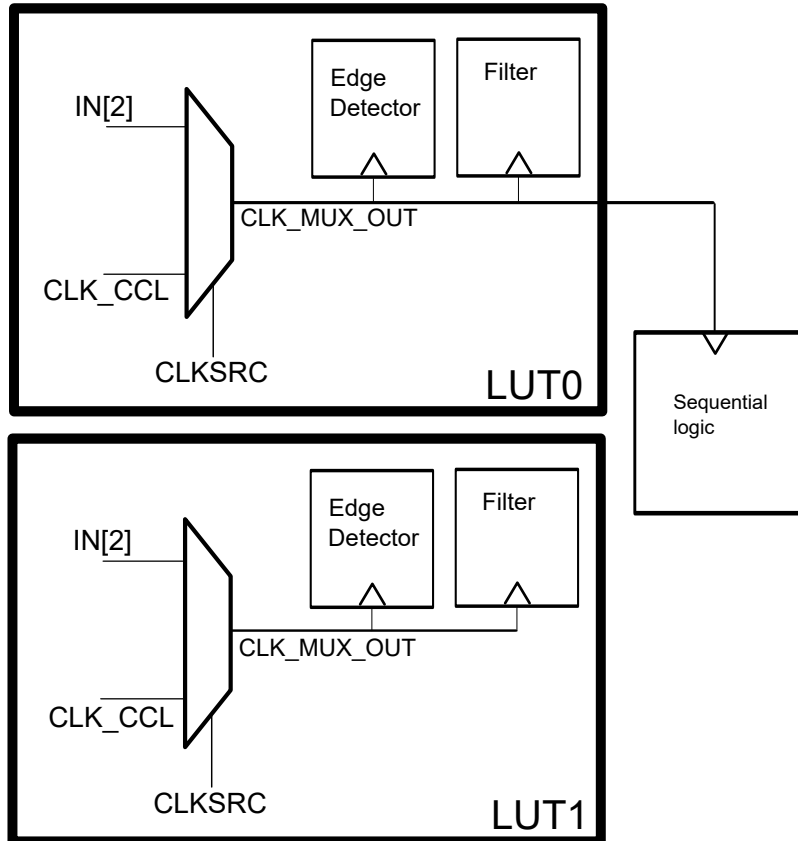 Edge
Detector
Filter
IN[2]
CLK_MUX_OUT
CLK_CCL
CLKSRC
LUT0
Sequential
logic
Edge
Detector
Filter
IN[2]
CLK_MUX_OUT
CLK_CCL
CLKSRC
LUT1